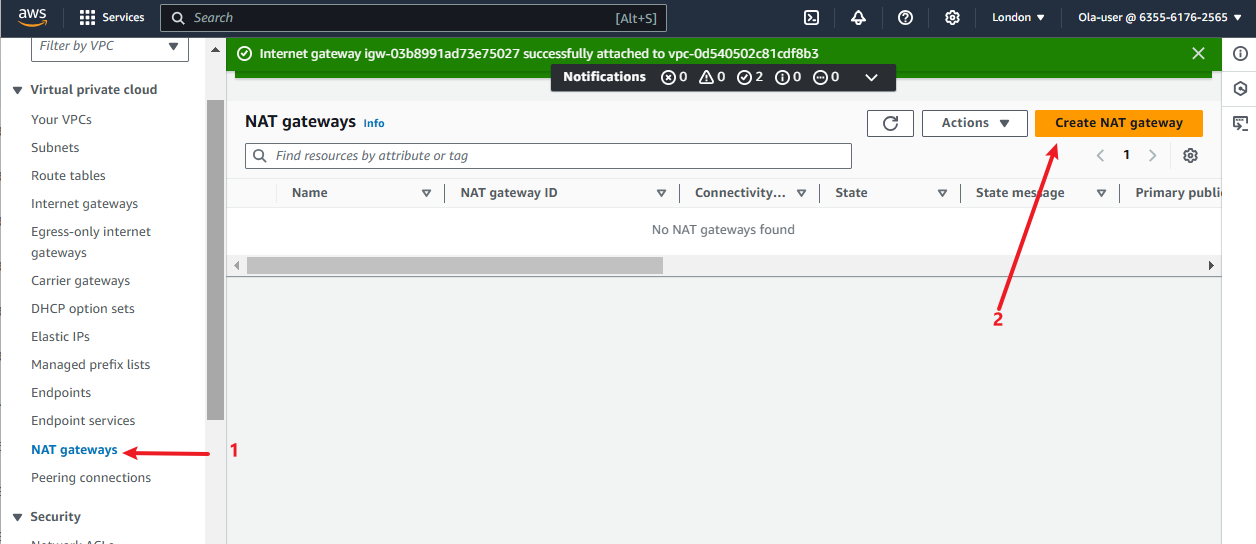 aws
Services
Search
[Alt+S]
London
Ola-user @ 6355-6176-2565
Filter by VPC
Virtual private cloud
Your VPCs
Subnets
Route tables
Internet gateways
Egress-only internet
gateways
Carrier gateways
DHCP option sets
Elastic IPs
Managed prefix lists
Endpoints
Endpoint services
NAT gateways
1
Peering connections
Security
Internet gateway igw-03b8991ad73e75027 successfully attached to vpc-0d540502c81cdf8b3
Notifications 0 0 2 0 0
NAT gateways Info
Actions
Create NAT gateway
Find resources by attribute or tag
1
Name NAT gateway ID Connectivity... State State message Primary public
No NAT gateways found
2